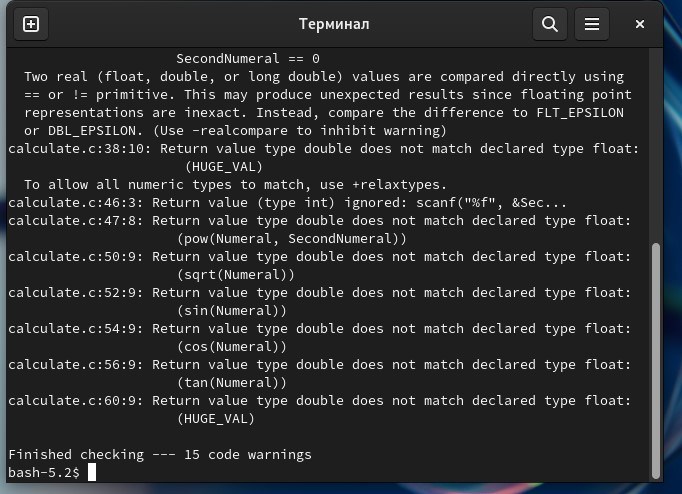 Терминал
SecondNumeral == 0
Two real (float, double, or long double) values are compared directly using
== or != primitive. This may produce unexpected results since floating point
representations are inexact. Instead, compare the difference to FLT_EPSILON
or DBL_EPSILON. (Use -realcompare to inhibit warning)
calculate.c:38:10: Return value type double does not match declared type float:
(HUGE_VAL)
To allow all numeric types to match, use +relaxtypes.
calculate.c:46:3: Return value (type int) ignored: scanf("%f", &Sec...
calculate.c:47:8: Return value type double does not match declared type float:
(pow(Numeral, SecondNumeral))
calculate.c:50:9: Return value type double does not match declared type float:
(sqrt(Numeral))
calculate.c:52:9: Return value type double does not match declared type float:
(sin(Numeral))
calculate.c:54:9: Return value type double does not match declared type float:
(cos(Numeral))
calculate.c:56:9: Return value type double does not match declared type float:
(tan(Numeral))
calculate.c:60:9: Return value type double does not match declared type float:
(HUGE_VAL)
Finished checking --- 15 code warnings
bash-5.2$